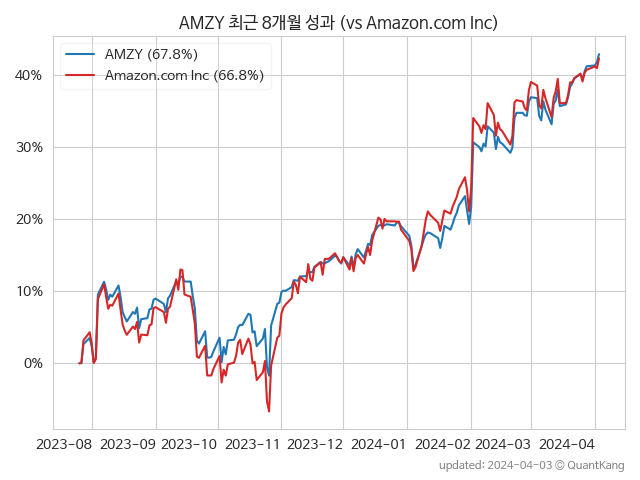 AMZY 최근 8개월 성과 (vs Amazon.com Inc)
AMZY (67.8%)
Amazon.com Inc (66.8%)
40%
30%
20%
10%
0%
2023-08 2023-09 2023-10 2023-11 2023-12 2024-01 2024-02 2024-03 2024-04
updated: 2024-04-03 © QuantKang